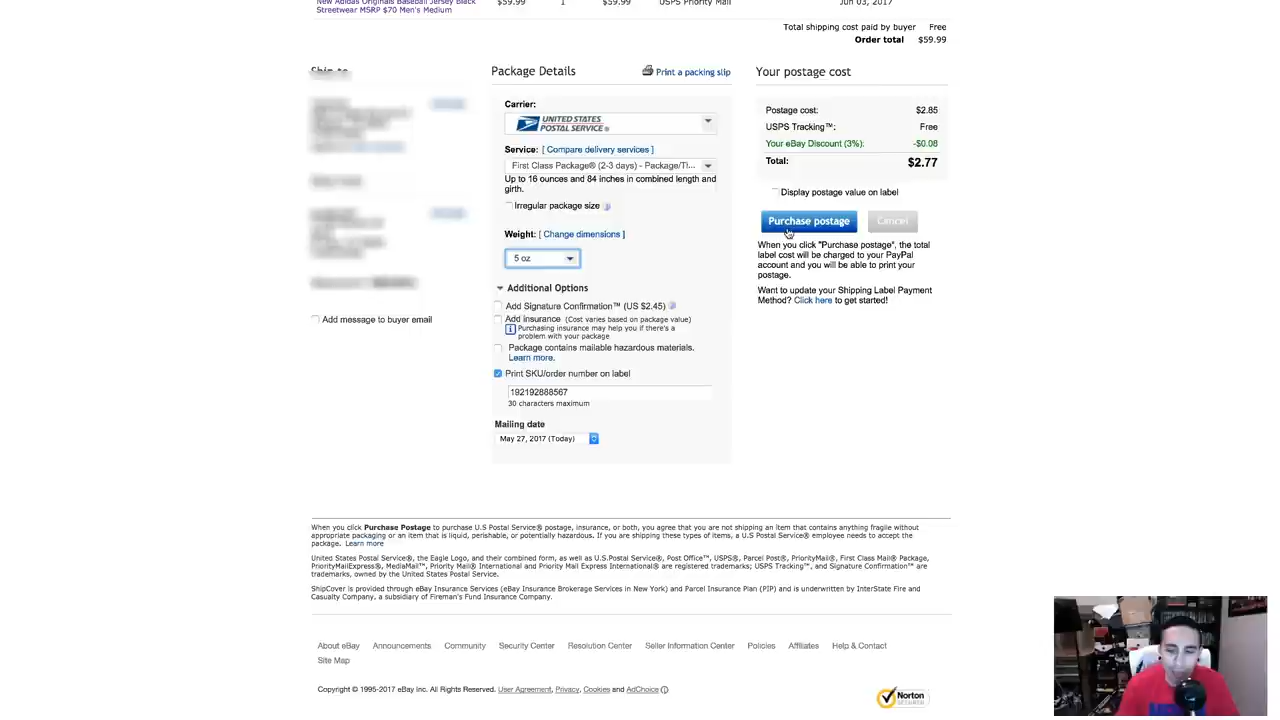 New Adidas Originals Baseball Jersey Black
Streetwear MSRP $70 Men's Medium
$59.99
1
$59.99
USPS Priority Mail
Jun 03, 2017
Total shipping cost paid by buyer Free
Order total $59.99
Ship to
Package Details
Print a packing slip
Carrier:
UNITED STATES
POSTAL SERVICE®
Service: [ Compare delivery services ]
First Class Package® (2-3 days) - Package/Th...
Up to 16 ounces and 84 inches in combined length and
girth.
Irregular package size
Weight: [ Change dimensions ]
5 oz
Additional Options
Add Signature Confirmation™ (US $2.45)
Add insurance (Cost varies based on package value)
Purchasing insurance may help you if there's a
problem with your package
Package contains mailable hazardous materials.
Learn more.
Print SKU/order number on label
192192888567
30 characters maximum
Mailing date
May 27, 2017 (Today)
Add message to buyer email
Your postage cost
Postage cost: $2.85
USPS Tracking™: Free
Your eBay Discount (3%) -$0.08
Total: $2.77
Display postage value on label
Purchase postage
Cancel
When you click "Purchase postage", the total
label cost will be charged to your PayPal
account and you will be able to print your
postage.
Want to update your Shipping Label Payment
Method? Click here to get started!
When you click Purchase Postage to purchase U.S Postal Service® postage, insurance, or both, you agree that you are not shipping an item that contains anything fragile without
appropriate packaging or an item that is liquid, perishable, or potentially hazardous. If you are shipping these types of items, a U.S Postal Service® employee needs to accept the
package. Learn more
United States Postal Service®, the Eagle Logo, and their combined form, as well as U.S.Postal Service®, Post Office™, USPS®, Parcel Post®, PriorityMail®, First Class Mail® Package,
PriorityMailExpress®, MediaMail™, Priority Mail® International and Priority Mail Express International® are registered trademarks; USPS Tracking™, and Signature Confirmation™ are
trademarks, owned by the United States Postal Service.
ShipCover is provided through eBay Insurance Services (eBay Insurance Brokerage Services in New York) and Parcel Insurance Plan (PIP) and is underwritten by InterState Fire and
Casualty Company, a subsidiary of Fireman's Fund Insurance Company.
About eBay Announcements Community Security Center Resolution Center Seller Information Center Policies Affiliates Help & Contact
Site Map
Copyright © 1995-2017 eBay Inc. All Rights Reserved. User Agreement, Privacy, Cookies and AdChoice
Norton
SECURED